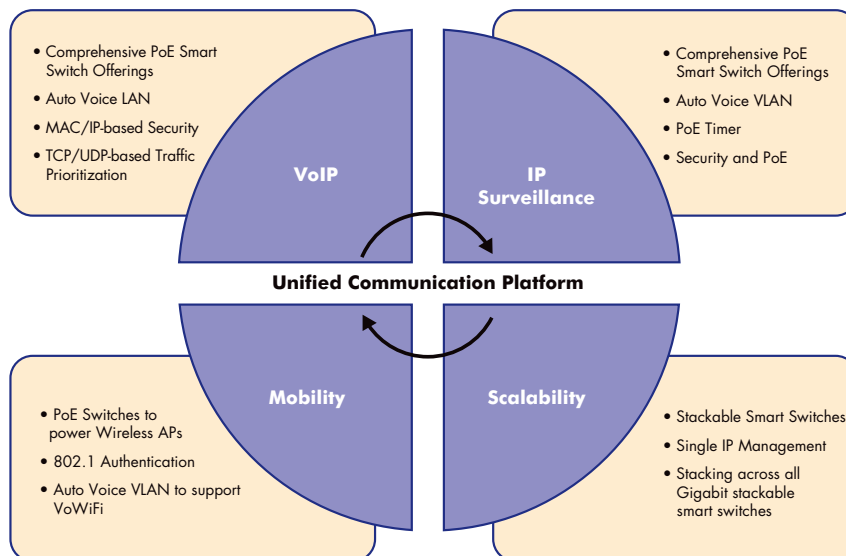 • Comprehensive PoE Smart
Switch Offerings
• Auto Voice LAN
• MAC/IP-based Security
• TCP/UDP-based Traffic
Prioritization
VoIP
• Comprehensive PoE
Smart Switch Offerings
• Auto Voice VLAN
• PoE Timer
• Security and PoE
IP
Surveillance
Unified Communication Platform
Mobility
• PoE Switches to
power Wireless APs
• 802.1 Authentication
• Auto Voice VLAN to support
VoWiFi
Scalability
• Stackable Smart Switches
• Single IP Management
• Stacking across all
Gigabit stackable
smart switches